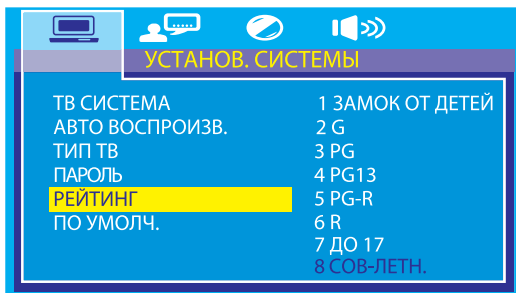 УСТАНОВ. СИСТЕМЫ
ТВ СИСТЕМА
АВТО ВОСПРОИЗВ.
ТИП ТВ
ПАРОЛЬ
РЕЙТИНГ
ПО УМОЛЧ.
1 ЗАМОК ОТ ДЕТЕЙ
2 G
3 PG
4 PG13
5 PG-R
6 R
7 ДО 17
8 СОВ-ЛЕТН.